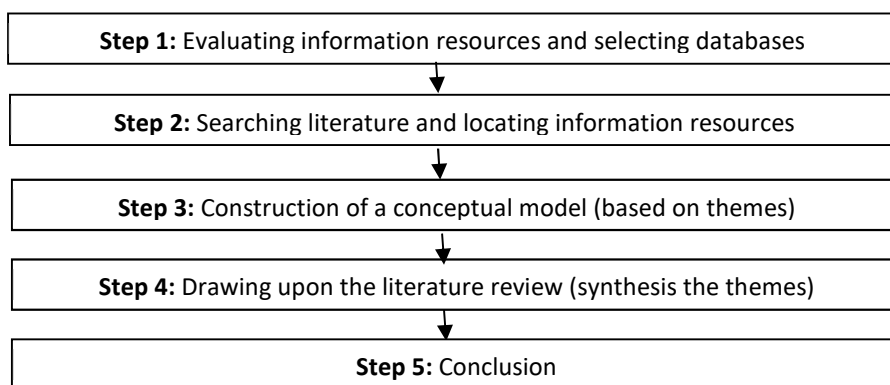 Step 1: Evaluating information resources and selecting databases
Step 2: Searching literature and locating information resources
Step 3: Construction of a conceptual model (based on themes)
Step 4: Drawing upon the literature review (synthesis the themes)
Step 5: Conclusion